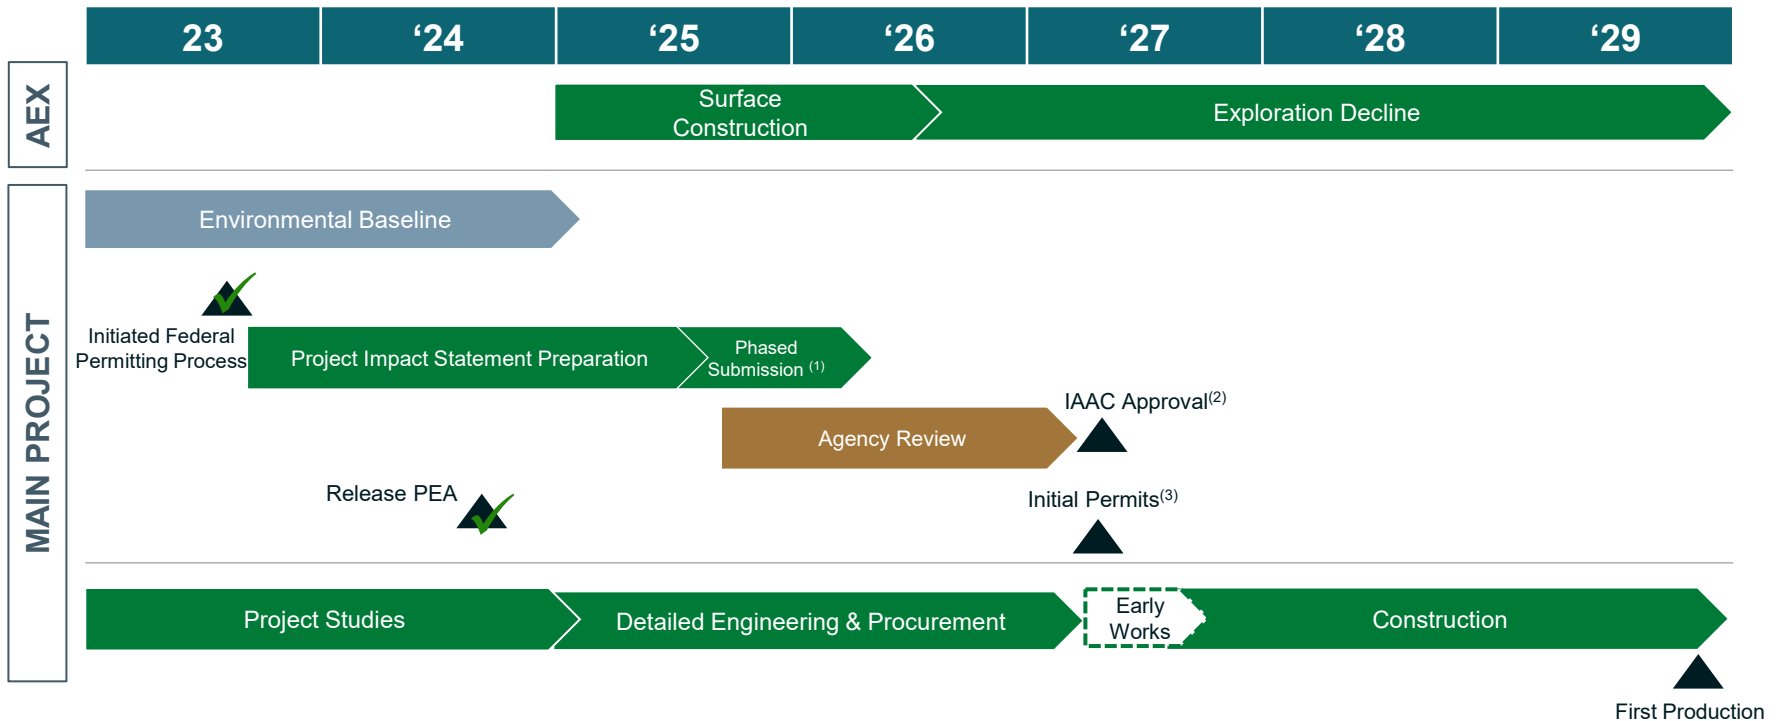 23 ‘24 ‘25 ‘26 ‘27 ‘28 ‘29
AEX
Surface
Construction
Exploration Decline
MAIN PROJECT
Environmental Baseline
Initiated Federal
Permitting Process
Project Impact Statement Preparation
Phased
Submission (1)
IAAC Approval(2)
Agency Review
Release PEA
Initial Permits(3)
Project Studies
Detailed Engineering & Procurement
Early
Works
Construction
First Production